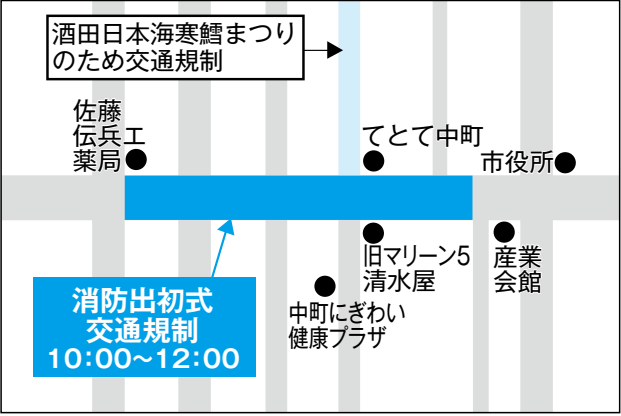 酒田日本海寒鱈まつり
のため交通規制
佐藤
伝兵エ
薬局
てとて中町
市役所
旧マリーン5
清水屋
産業
会館
中町にぎわい
健康プラザ
消防出初式
交通規制
10:00〜12:00